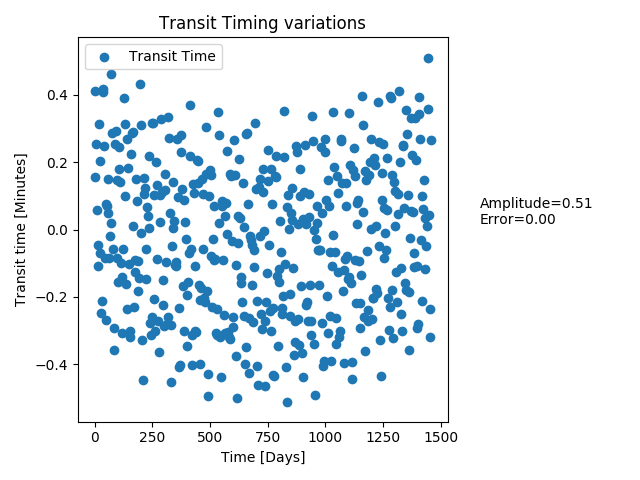 Transit Timing variations
Transit Time
Transit time [Minutes]
0.4
0.2
0.0
−0.2
−0.4
0 250 500 750 1000 1250 1500
Time [Days]
Amplitude=0.51
Error=0.00